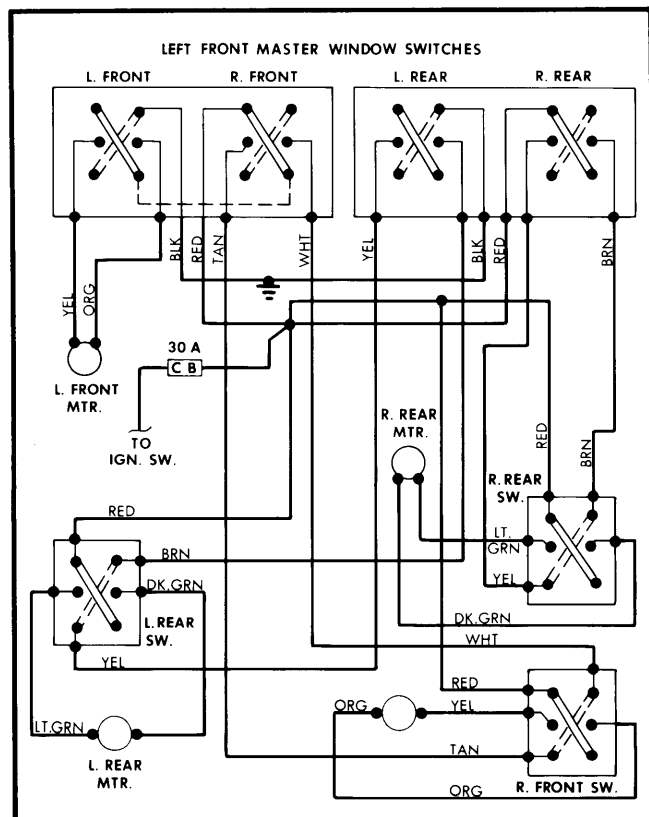 LEFT FRONT MASTER WINDOW SWITCHES
L. FRONT
R. FRONT
L. REAR
R. REAR
YEL
ORG
BLK
RED
TAN
WHT
YEL
BLK
RED
BRN
L. FRONT
MTR.
30 A
C B
TO
IGN. SW.
R. REAR
MTR.
RED
BRN
R. REAR
SW.
LT.
GRN
YEL
DK.GRN
RED
BRN
DK.GRN
L. REAR
SW.
YEL
LT.GRN
L. REAR
MTR.
WHT
RED
ORG
YEL
TAN
ORG
R. FRONT SW.